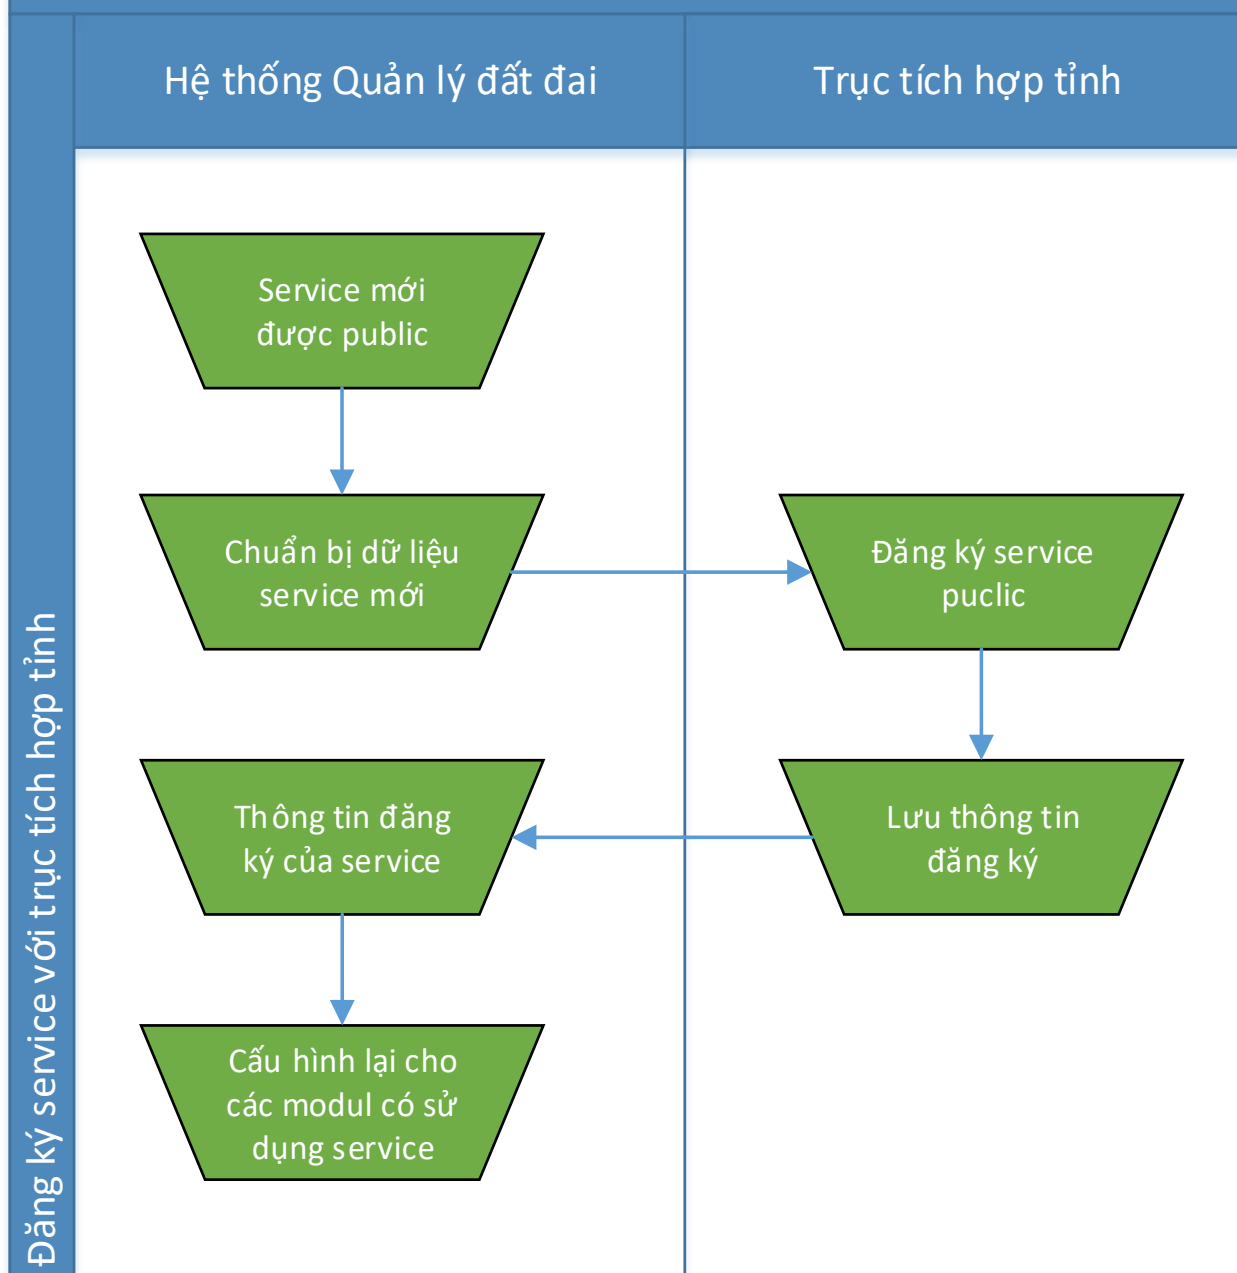 Hệ thống Quản lý đất đai
Trục tích hợp tỉnh
Đăng ký service với trục tích hợp tỉnh
Service mới
được public
Chuẩn bị dữ liệu
service mới
Đăng ký service
puclic
Thông tin đăng
ký của service
Lưu thông tin
đăng ký
Cấu hình lại cho
các modul có sử
dụng service